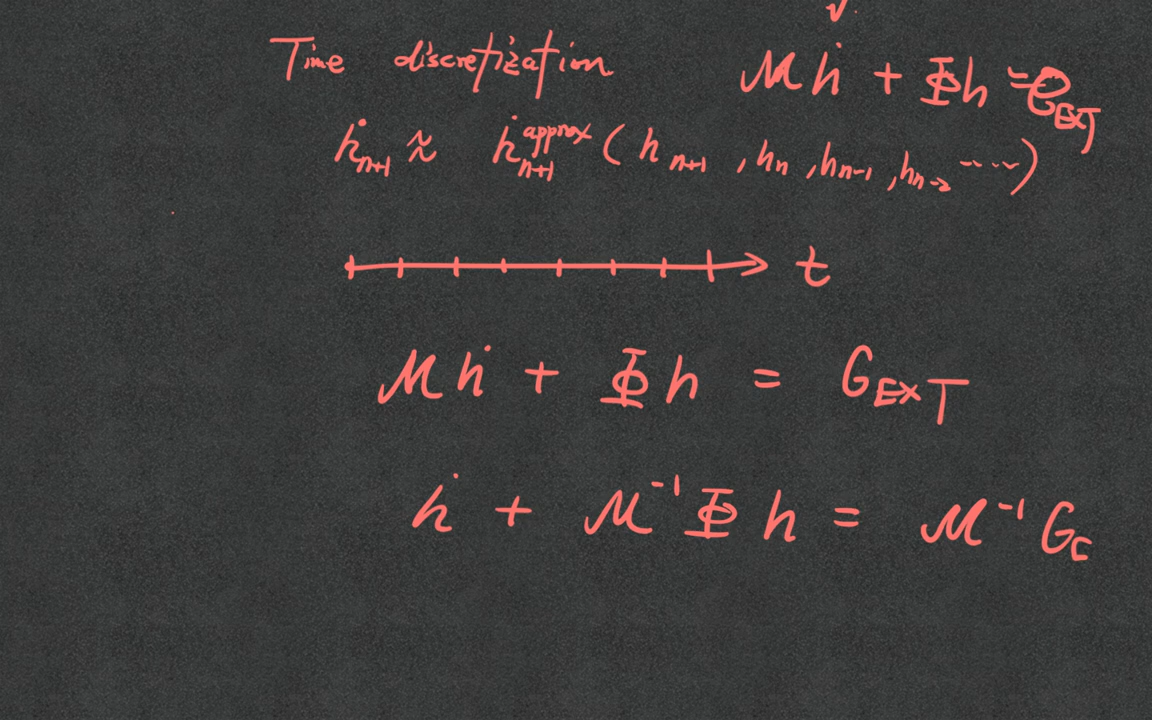 Time discretization
Mḣ + Φh = G_EXT
ḣ_{n+1} ≈ ḣ_{n+1}^{approx} (h_{n+1}, h_n, h_{n-1}, h_{n-2} -----)
t
Mḣ + Φh = G_EXT
ḣ + M⁻¹Φh = M⁻¹G_E